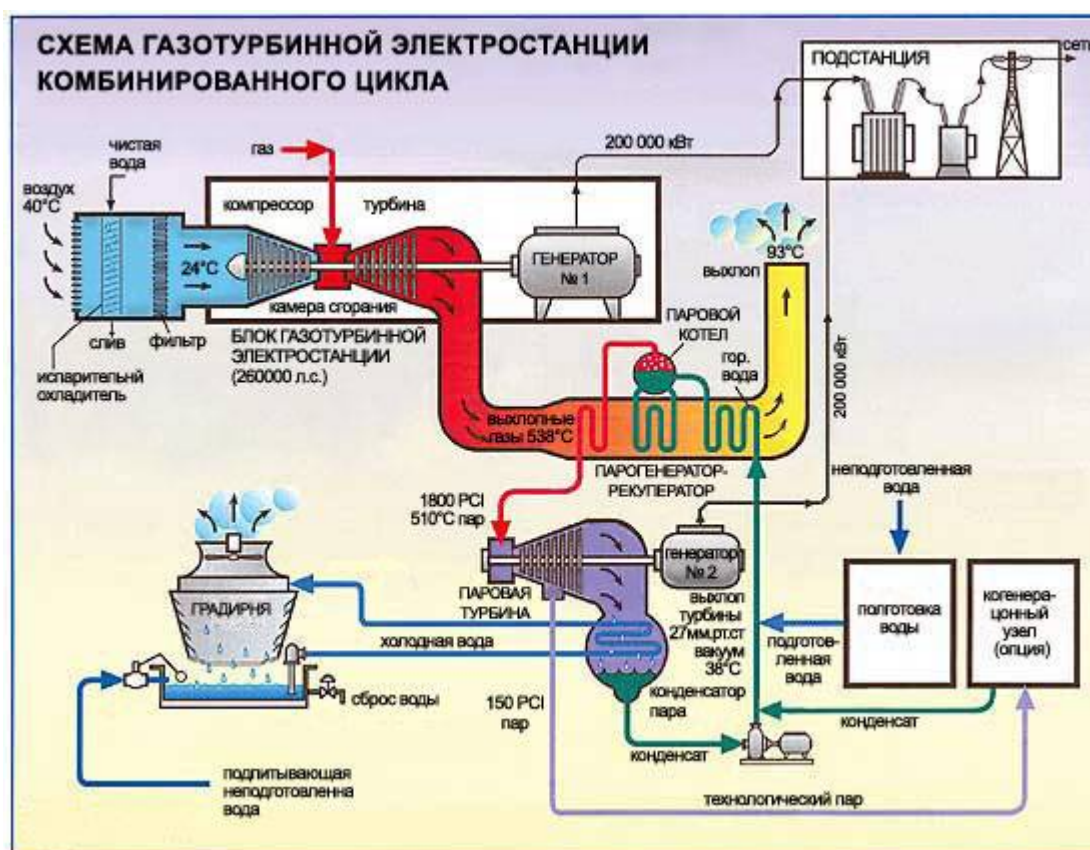 СХЕМА ГАЗОТУРБИННОЙ ЭЛЕКТРОСТАНЦИИ
КОМБИНИРОВАННОГО ЦИКЛА
ПОДСТАНЦИЯ
сеть
200 000 кВт
чистая
вода
газ
воздух
40°С
компрессор
турбина
24°С
ГЕНЕРАТОР
№ 1
93°С
выхлоп
камера сгорания
слив
фильтр
испарительнй
охладитель
БЛОК ГАЗОТУРБИННОЙ
ЭЛЕКТРОСТАНЦИИ
(260000 л.с.)
ПАРОВОЙ
КОТЕЛ
гор.
вода
200 000 кВт
выхлопные
газы 538°С
ПАРОГЕНЕРАТОР-
РЕКУПЕРАТОР
неподготовленная
вода
1800 PCI
510°С пар
генератор
№ 2
ПАРОВАЯ
ТУРБИНА
выхлоп
турбины
27мм.рт.ст
вакуум
38°С
ГРАДИРНЯ
холодная вода
полготовка
воды
когенера-
цонный
узел
(опция)
подготов-
ленная
вода
сброс воды
150 PCI
пар
конденсатор
пара
конденсат
конденсат
подпитывающая
неподготовленна
вода
технологический пар